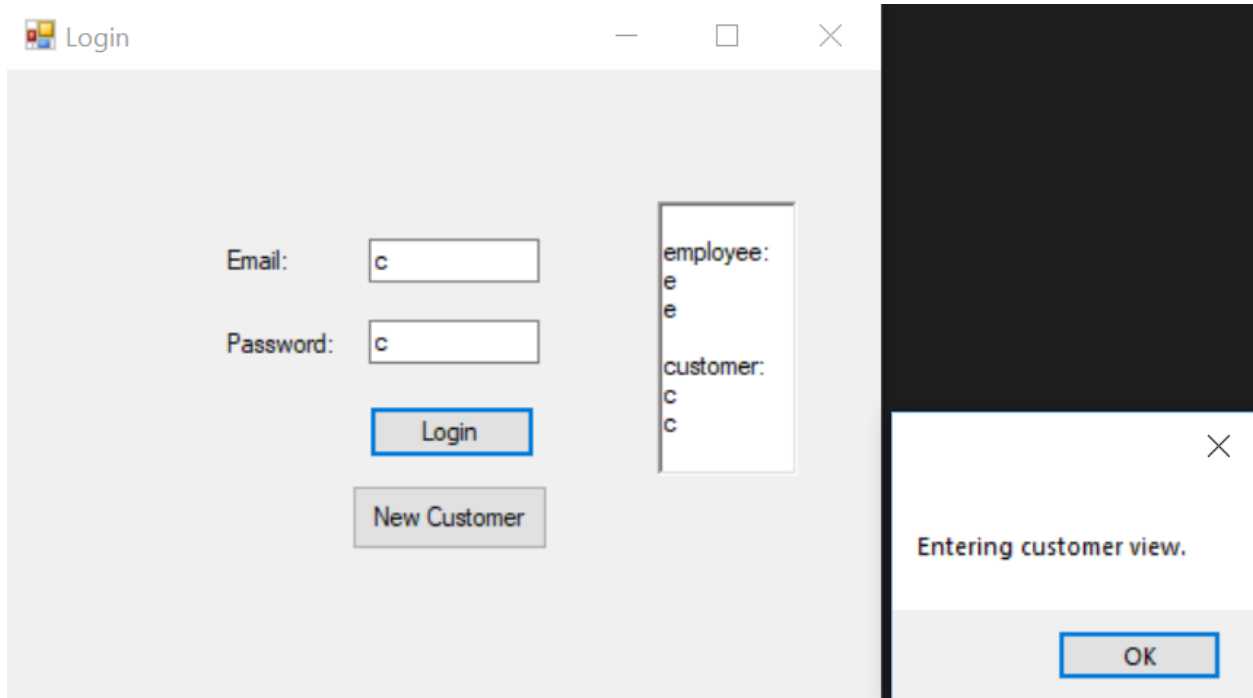 Login
Email:
c
Password:
c
Login
New Customer
employee:
e
e
customer:
c
c
Entering customer view.
OK